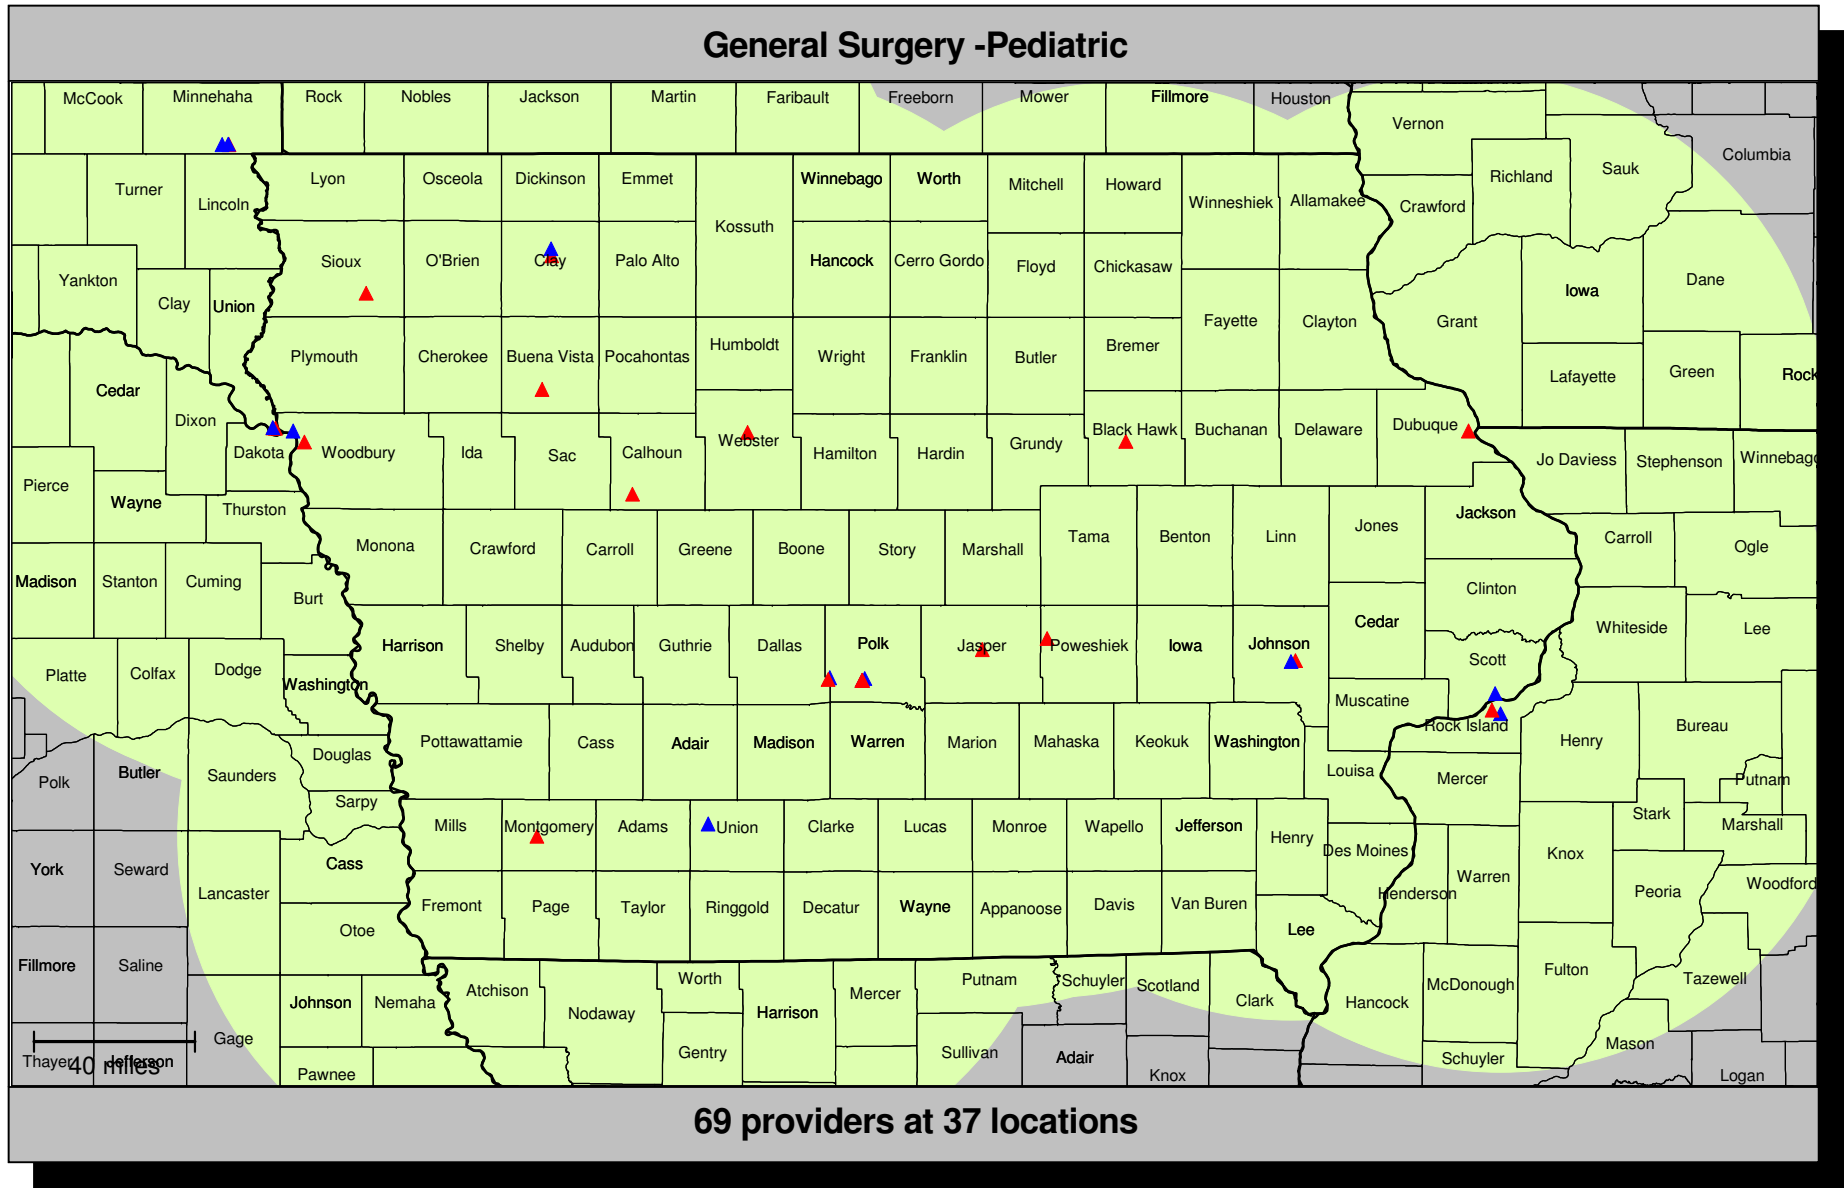 General Surgery -Pediatric
McCook Minnehaha Rock Nobles Jackson Martin Faribault Freeborn Mower Fillmore Houston
Vernon
Columbia
Sauk
Richland
Turner Lyon Osceola Dickinson Emmet Winnebago Worth Mitchell Howard
Lincoln Winneshiek Allamakee Crawford
Kossuth
Yankton Sioux O'Brien Clay Palo Alto Hancock Cerro Gordo Floyd Chickasaw Dane
Clay Union Iowa
Fayette Clayton Grant
Plymouth Cherokee Buena Vista Pocahontas Humboldt Wright Franklin Butler Bremer
Cedar Lafayette Green Rock
Dixon Webster Black Hawk Buchanan Delaware Dubuque
Dakota Woodbury Ida Sac Calhoun Hamilton Hardin Grundy Jo Daviess Stephenson Winnebago
Pierce
Wayne Thurston Jackson
Monona Crawford Carroll Greene Boone Story Marshall Tama Benton Linn Jones Carroll Ogle
Madison Stanton Cuming Burt Clinton
Cedar Whiteside Lee
Harrison Shelby Audubon Guthrie Dallas Polk Jasper Poweshiek Iowa Johnson Scott
Platte Colfax Dodge Washington Muscatine
Rock Island Bureau
Douglas Pottawattamie Cass Adair Madison Warren Marion Mahaska Keokuk Washington Henry
Polk Butler Saunders Louisa Mercer Putnam
Sarpy Mills Montgomery Adams Union Clarke Lucas Monroe Wapello Jefferson Henry Stark Marshall
York Seward Cass Des Moines Knox
Lancaster Warren Peoria Woodford
Henderson
Fremont Page Taylor Ringgold Decatur Wayne Appanoose Davis Van Buren
Otoe Lee
Fillmore Saline Worth Putnam Schuyler Scotland Fulton Tazewell
Johnson Nemaha Atchison Nodaway Harrison Mercer Clark Hancock McDonough
Gage Gentry Sullivan Adair Schuyler Mason
Thayer Jefferson
40 miles
Pawnee Knox Logan
69 providers at 37 locations